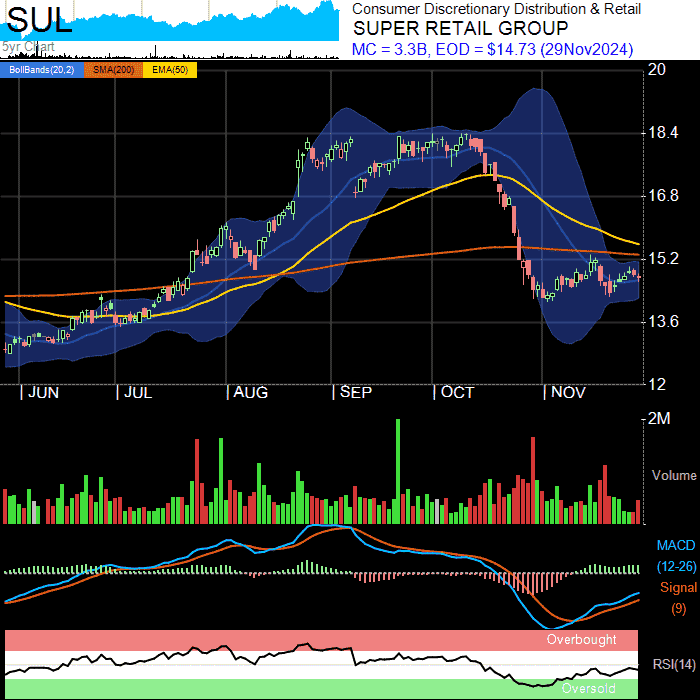 SUL
5yr Chart
Consumer Discretionary Distribution & Retail
SUPER RETAIL GROUP
MC = 3.3B, EOD = $14.73 (29Nov2024)
BollBands(20,2) SMA(200) EMA(50)
20
18.4
16.8
15.2
13.6
12
JUN JUL AUG SEP OCT NOV
2M
Volume
MACD
(12-26)
Signal
(9)
Overbought
RSI(14)
Oversold